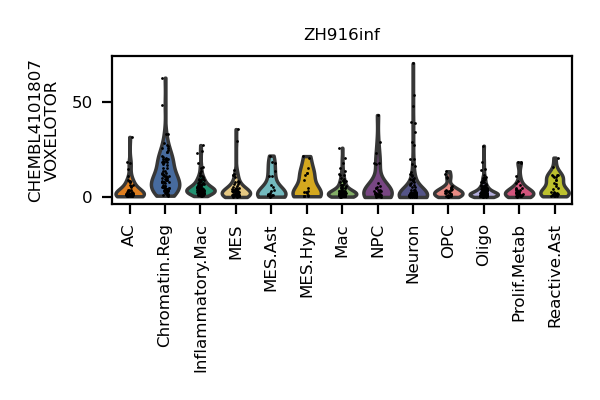 ZH916inf
CHEMBL4101807
VOXELOTOR
50
0
AC
Chromatin.Reg
Inflammatory.Mac
MES
MES.Ast
MES.Hyp
Mac
NPC
Neuron
OPC
Oligo
Prolif.Metab
Reactive.Ast